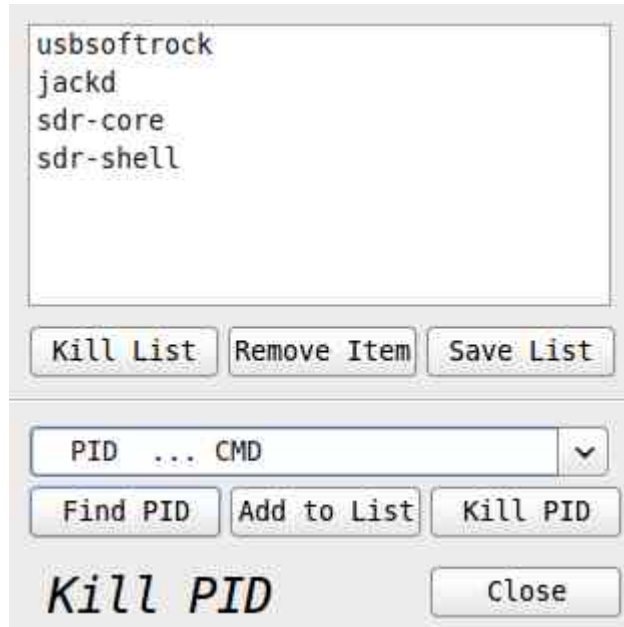 usbsoftrock
jackd
sdr-core
sdr-shell
Kill List Remove Item Save List
PID ... CMD
Find PID Add to List Kill PID
Kill PID Close